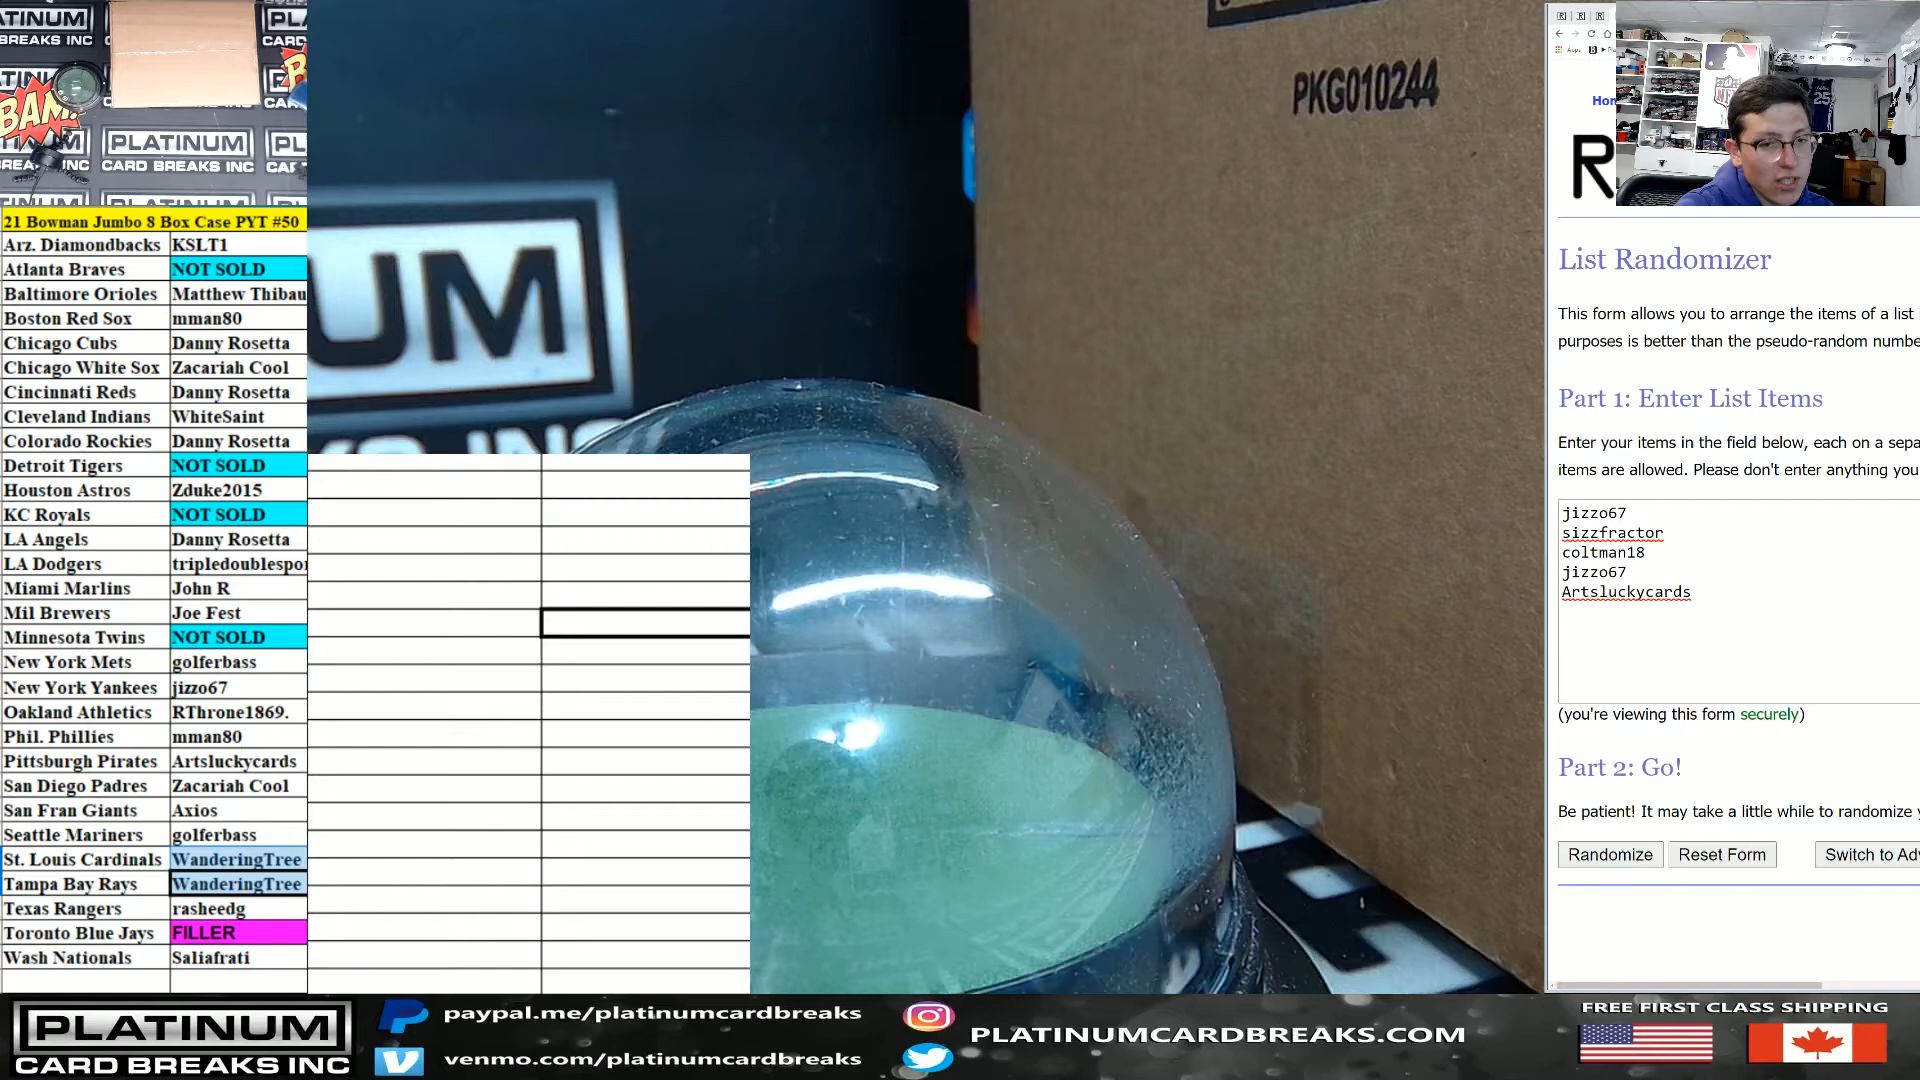 PLATINUM
CARD BREAKS INC
BAM!
21 Bowman Jumbo 8 Box Case PYT #50
Arz. Diamondbacks KSLT1
Atlanta Braves NOT SOLD
Baltimore Orioles Matthew Thibau
Boston Red Sox mman80
Chicago Cubs Danny Rosetta
Chicago White Sox Zacariah Cool
Cincinnati Reds Danny Rosetta
Cleveland Indians WhiteSaint
Colorado Rockies Danny Rosetta
Detroit Tigers NOT SOLD
Houston Astros Zduke2015
KC Royals NOT SOLD
LA Angels Danny Rosetta
LA Dodgers tripledoublespor
Miami Marlins John R
Mil Brewers Joe Fest
Minnesota Twins NOT SOLD
New York Mets golferbass
New York Yankees jizzo67
Oakland Athletics RThrone1869.
Phil. Phillies mman80
Pittsburgh Pirates Artsluckycards
San Diego Padres Zacariah Cool
San Fran Giants Axios
Seattle Mariners golferbass
St. Louis Cardinals WanderingTree
Tampa Bay Rays WanderingTree
Texas Rangers rasheedg
Toronto Blue Jays FILLER
Wash Nationals Saliafrati
UM
PKG010244
Apps
Hom
R
List Randomizer
This form allows you to arrange the items of a list
purposes is better than the pseudo-random numbe
Part 1: Enter List Items
Enter your items in the field below, each on a sepa
items are allowed. Please don't enter anything you
jizzo67
sizzfractor
coltman18
jizzo67
Artsluckycards
(you're viewing this form securely)
Part 2: Go!
Be patient! It may take a little while to randomize y
Randomize Reset Form Switch to Adv
PLATINUM
CARD BREAKS INC
paypal.me/platinumcardbreaks
venmo.com/platinumcardbreaks
PLATINUMCARDBREAKS.COM
FREE FIRST CLASS SHIPPING